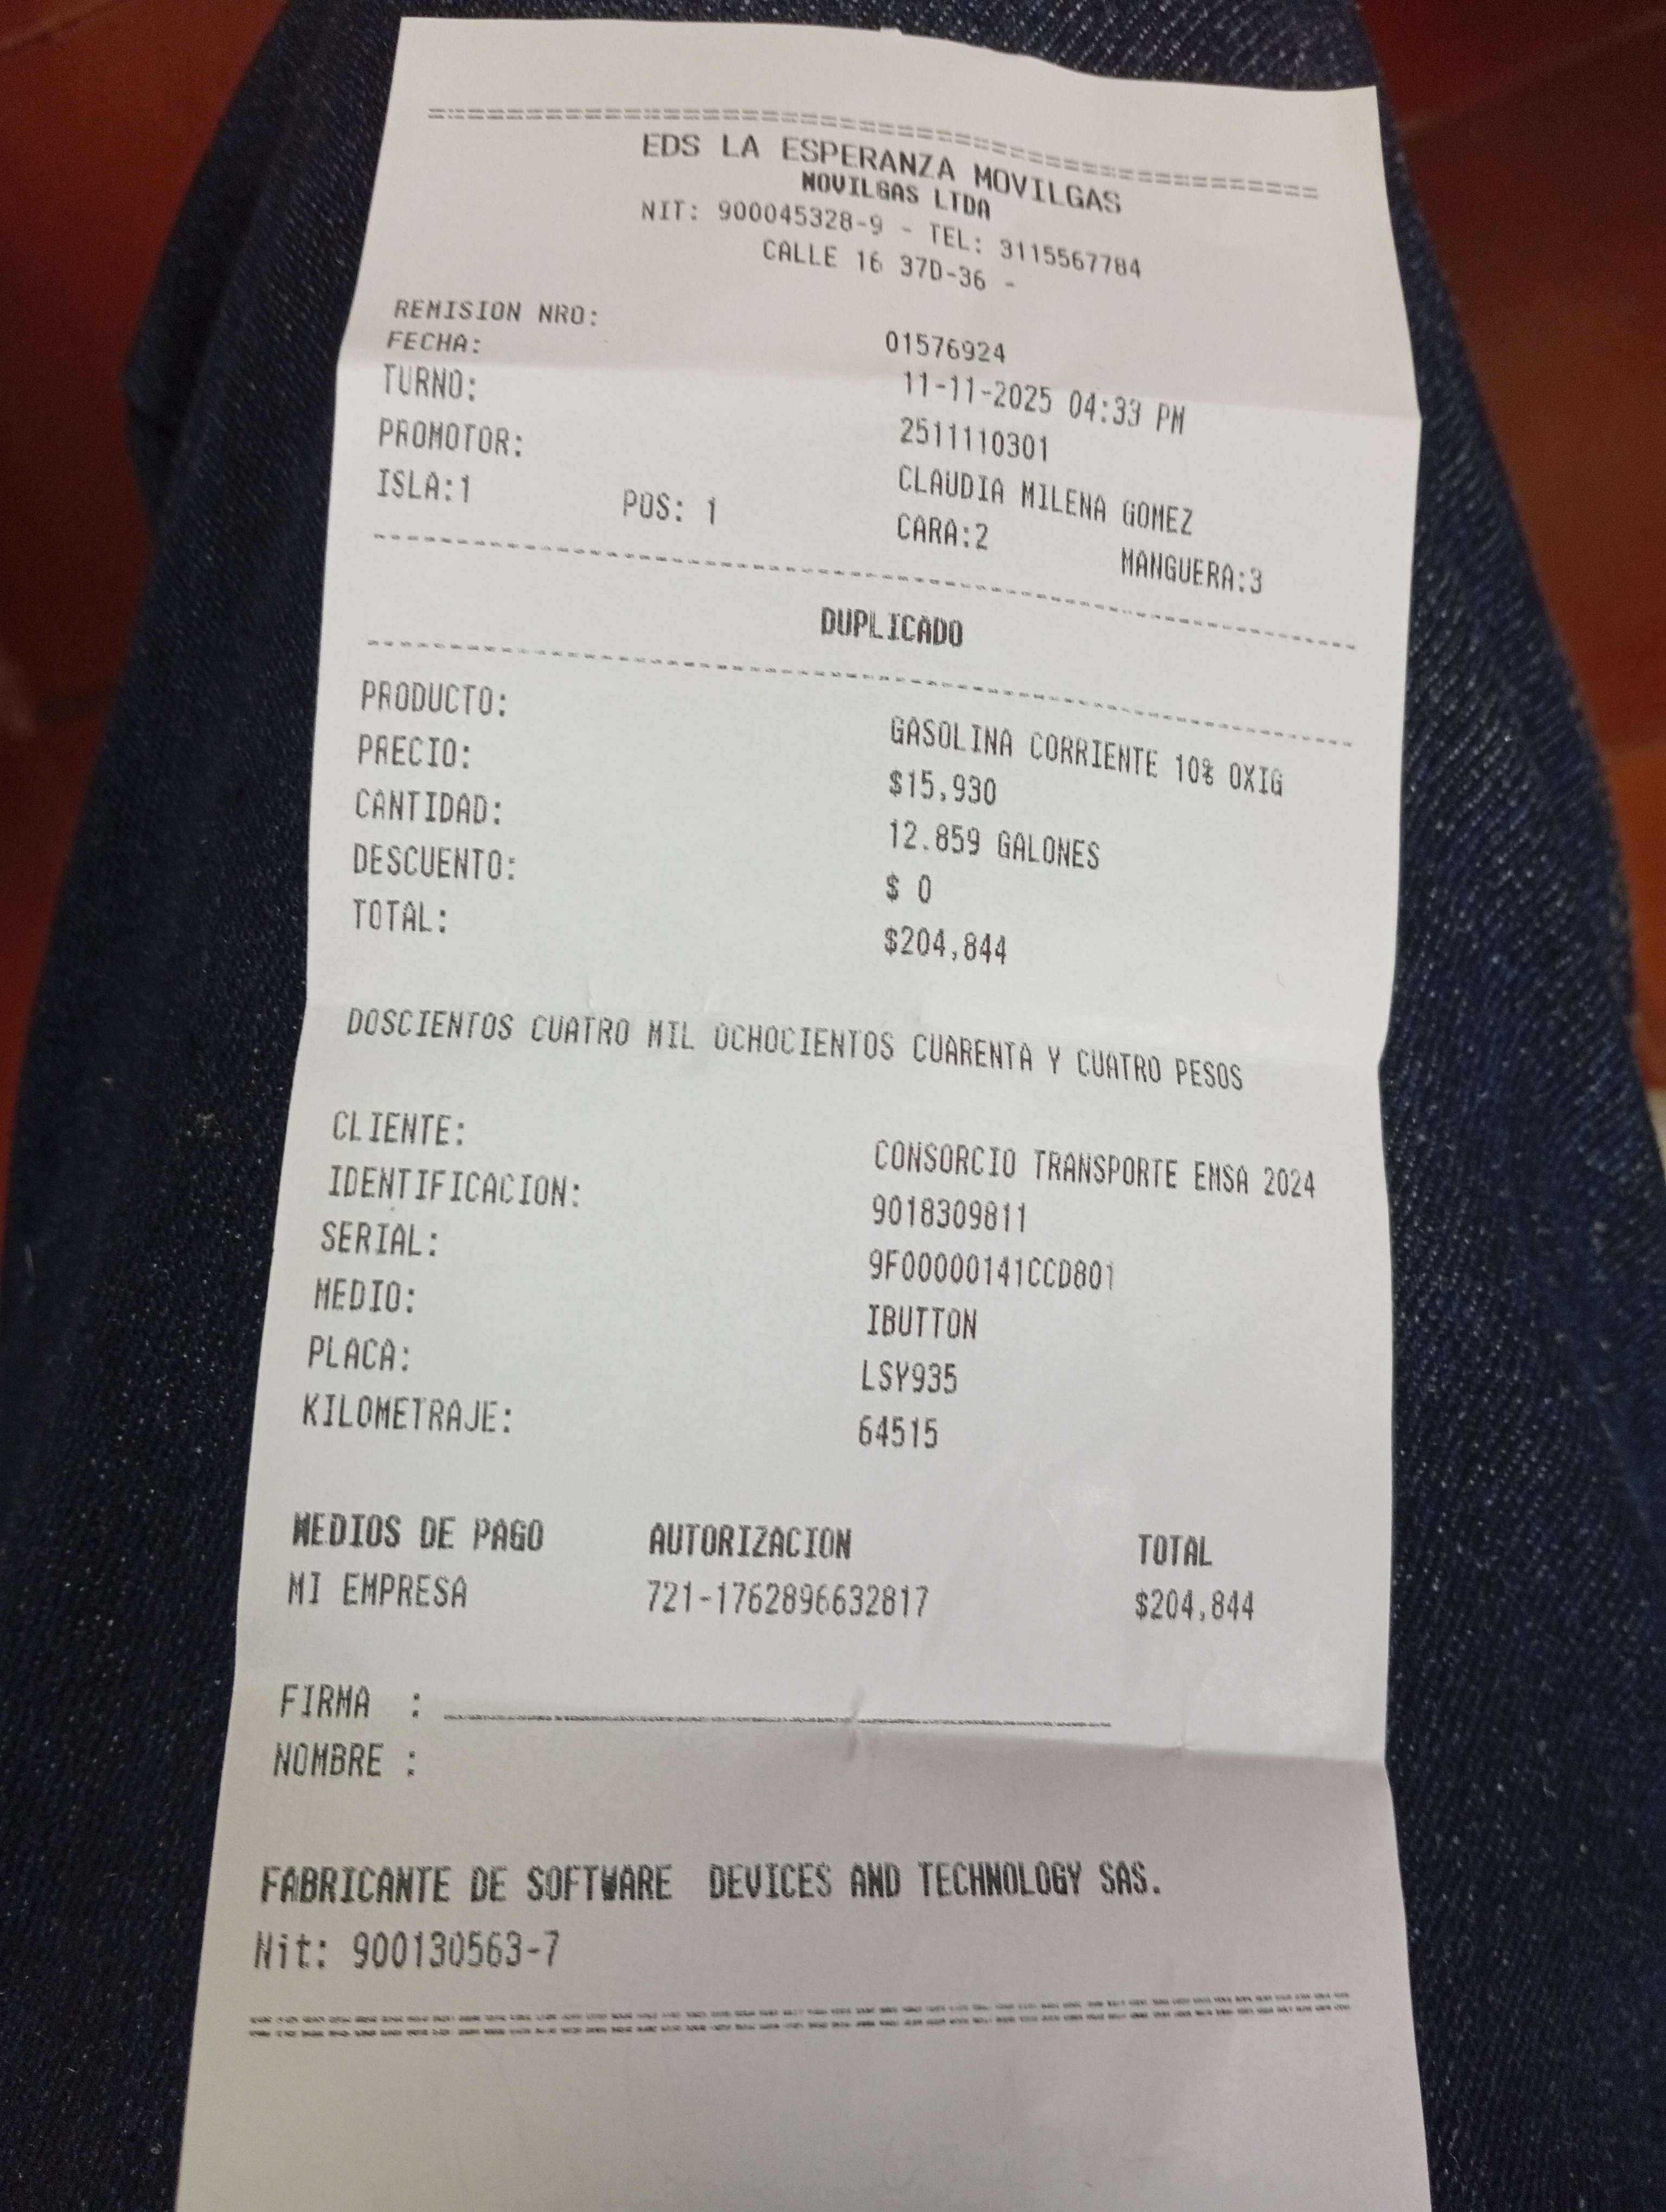 EDS LA ESPERANZA MOVILGAS
MOVILGAS LTDA
NIT: 900045328-9 - TEL: 3115567784
CALLE 16 37D-36 -
REMISION NRO: 01576924
FECHA: 11-11-2025 04:33 PM
TURNO: 2511110301
PROMOTOR: CLAUDIA MILENA GOMEZ
ISLA:1 POS: 1 CARA:2 MANGUERA:3
DUPLICADO
PRODUCTO: GASOLINA CORRIENTE 10% OXIG
PRECIO: $15,930
CANTIDAD: 12.859 GALONES
DESCUENTO: $ 0
TOTAL: $204,844
DOSCIENTOS CUATRO MIL OCHOCIENTOS CUARENTA Y CUATRO PESOS
CLIENTE: CONSORCIO TRANSPORTE EMSA 2024
IDENTIFICACION: 9018309811
SERIAL: 9F00000141CCD801
MEDIO: IBUTTON
PLACA: LSY935
KILOMETRAJE: 64515
MEDIOS DE PAGO AUTORIZACION TOTAL
MI EMPRESA 721-1762896632817 $204,844
FIRMA :
NOMBRE :
FABRICANTE DE SOFTWARE DEVICES AND TECHNOLOGY SAS.
Nit: 900130563-7